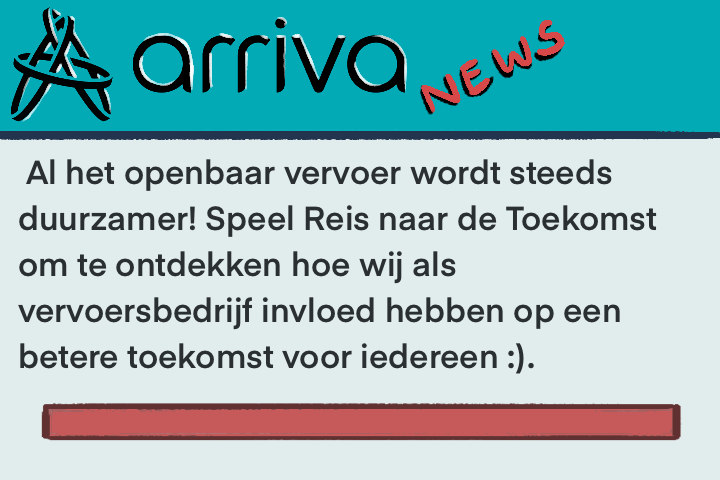 arriva NEWS
Al het openbaar vervoer wordt steeds
duurzamer! Speel Reis naar de Toekomst
om te ontdekken hoe wij als
vervoersbedrijf invloed hebben op een
betere toekomst voor iedereen :).